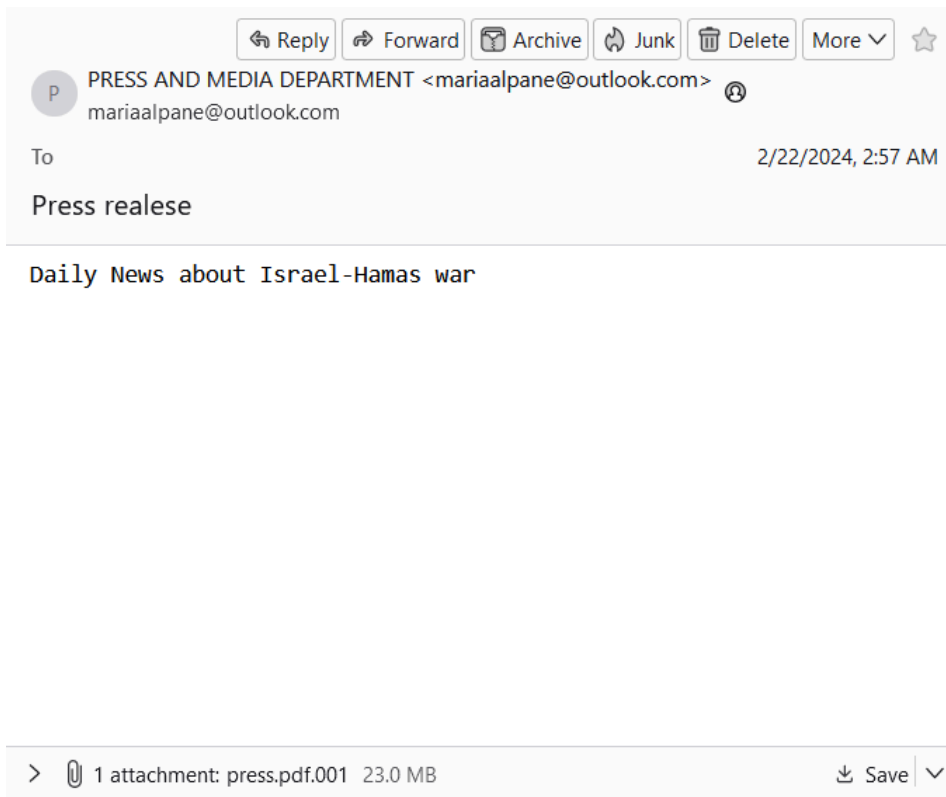 Reply Forward Archive Junk Delete More
P
PRESS AND MEDIA DEPARTMENT <mariaalpane@outlook.com>
mariaalpane@outlook.com
To 2/22/2024, 2:57 AM
Press realese
Daily News about Israel-Hamas war
1 attachment: press.pdf.001 23.0 MB Save